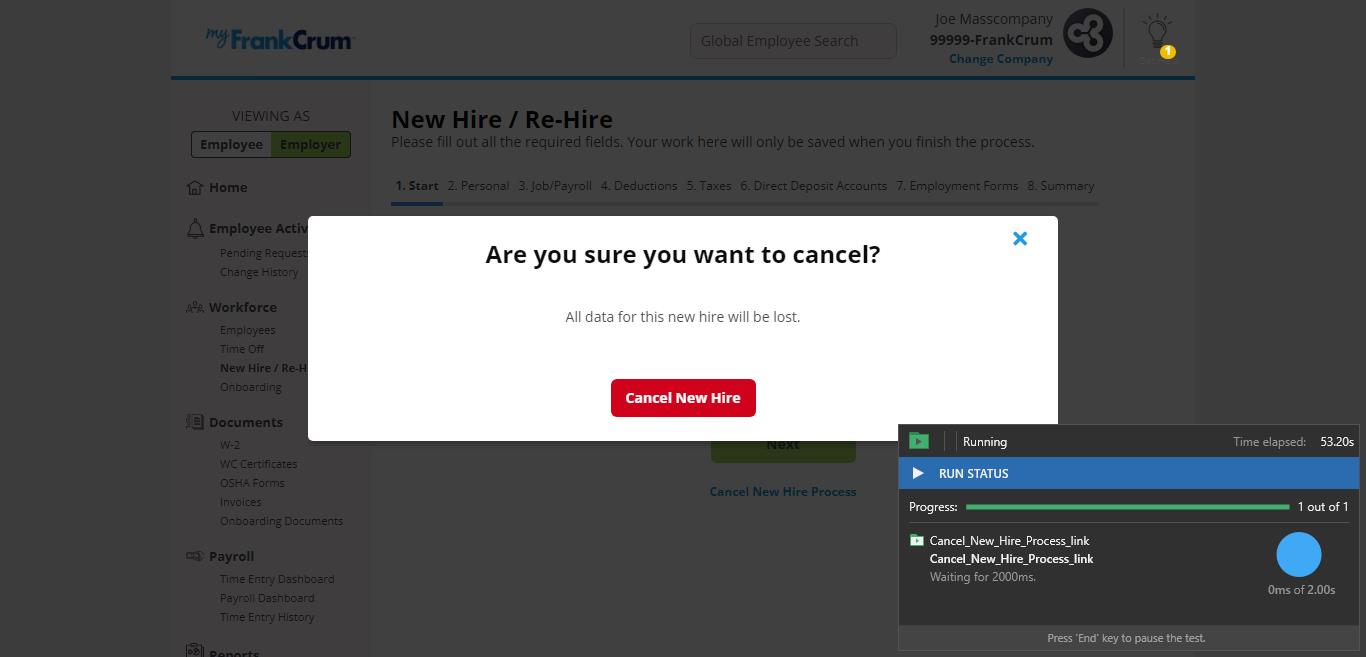 myFrankCrum
Global Employee Search
Joe Masscompany
99999-FrankCrum
Change Company
1
VIEWING AS
Employee Employer
Home
Employee Activ
Pending Requests
Change History
Workforce
Employees
Time Off
New Hire / Re-H
Onboarding
Documents
W-2
WC Certificates
OSHA Forms
Invoices
Onboarding Documents
Payroll
Time Entry Dashboard
Payroll Dashboard
Time Entry History
Reports
New Hire / Re-Hire
Please fill out all the required fields. Your work here will only be saved when you finish the process.
1. Start 2. Personal 3. Job/Payroll 4. Deductions 5. Taxes 6. Direct Deposit Accounts 7. Employment Forms 8. Summary
Are you sure you want to cancel?
All data for this new hire will be lost.
Cancel New Hire
Next
Cancel New Hire Process
Running Time elapsed: 53.20s
RUN STATUS
Progress: 1 out of 1
Cancel_New_Hire_Process_link
Cancel_New_Hire_Process_link
Waiting for 2000ms.
0ms of 2.00s
Press 'End' key to pause the test.